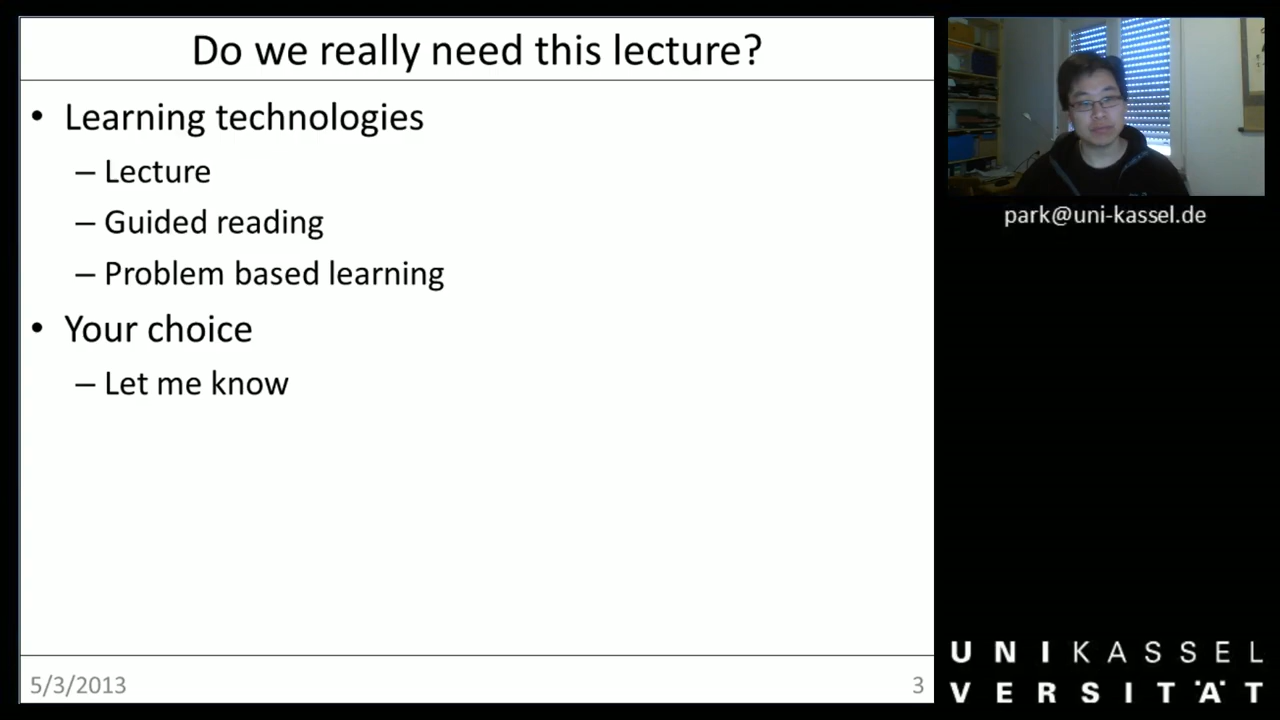 Do we really need this lecture?
• Learning technologies
– Lecture
– Guided reading
– Problem based learning
• Your choice
– Let me know
5/3/2013
3
park@uni-kassel.de
UNIKASSEL
VERSITÄT